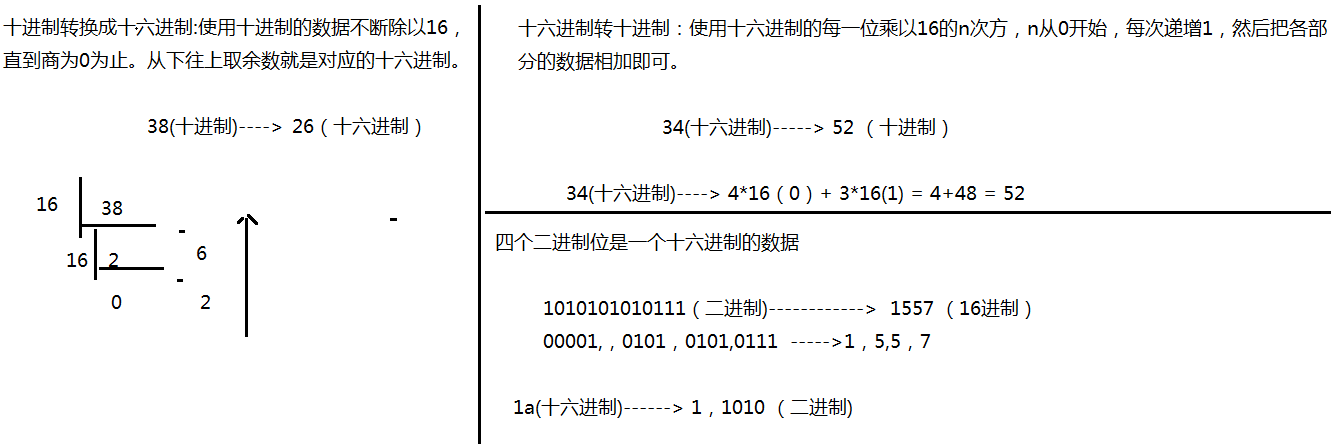 十进制转换成十六进制:使用十进制的数据不断除以16，
直到商为0为止。从下往上取余数就是对应的十六进制。
38(十进制)----> 26（十六进制）
16 38
16 2 6
0 2
十六进制转十进制：使用十六进制的每一位乘以16的n次方，n从0开始，每次递增1，然后把各部
分的数据相加即可。
34(十六进制)-----> 52 （十进制）
34(十六进制)----> 4*16（0）+ 3*16(1) = 4+48 = 52
四个二进制位是一个十六进制的数据
1010101010111（二进制)------------> 1557 （16进制）
00001,，0101，0101,0111 ----->1，5,5，7
1a(十六进制)------> 1，1010 （二进制)